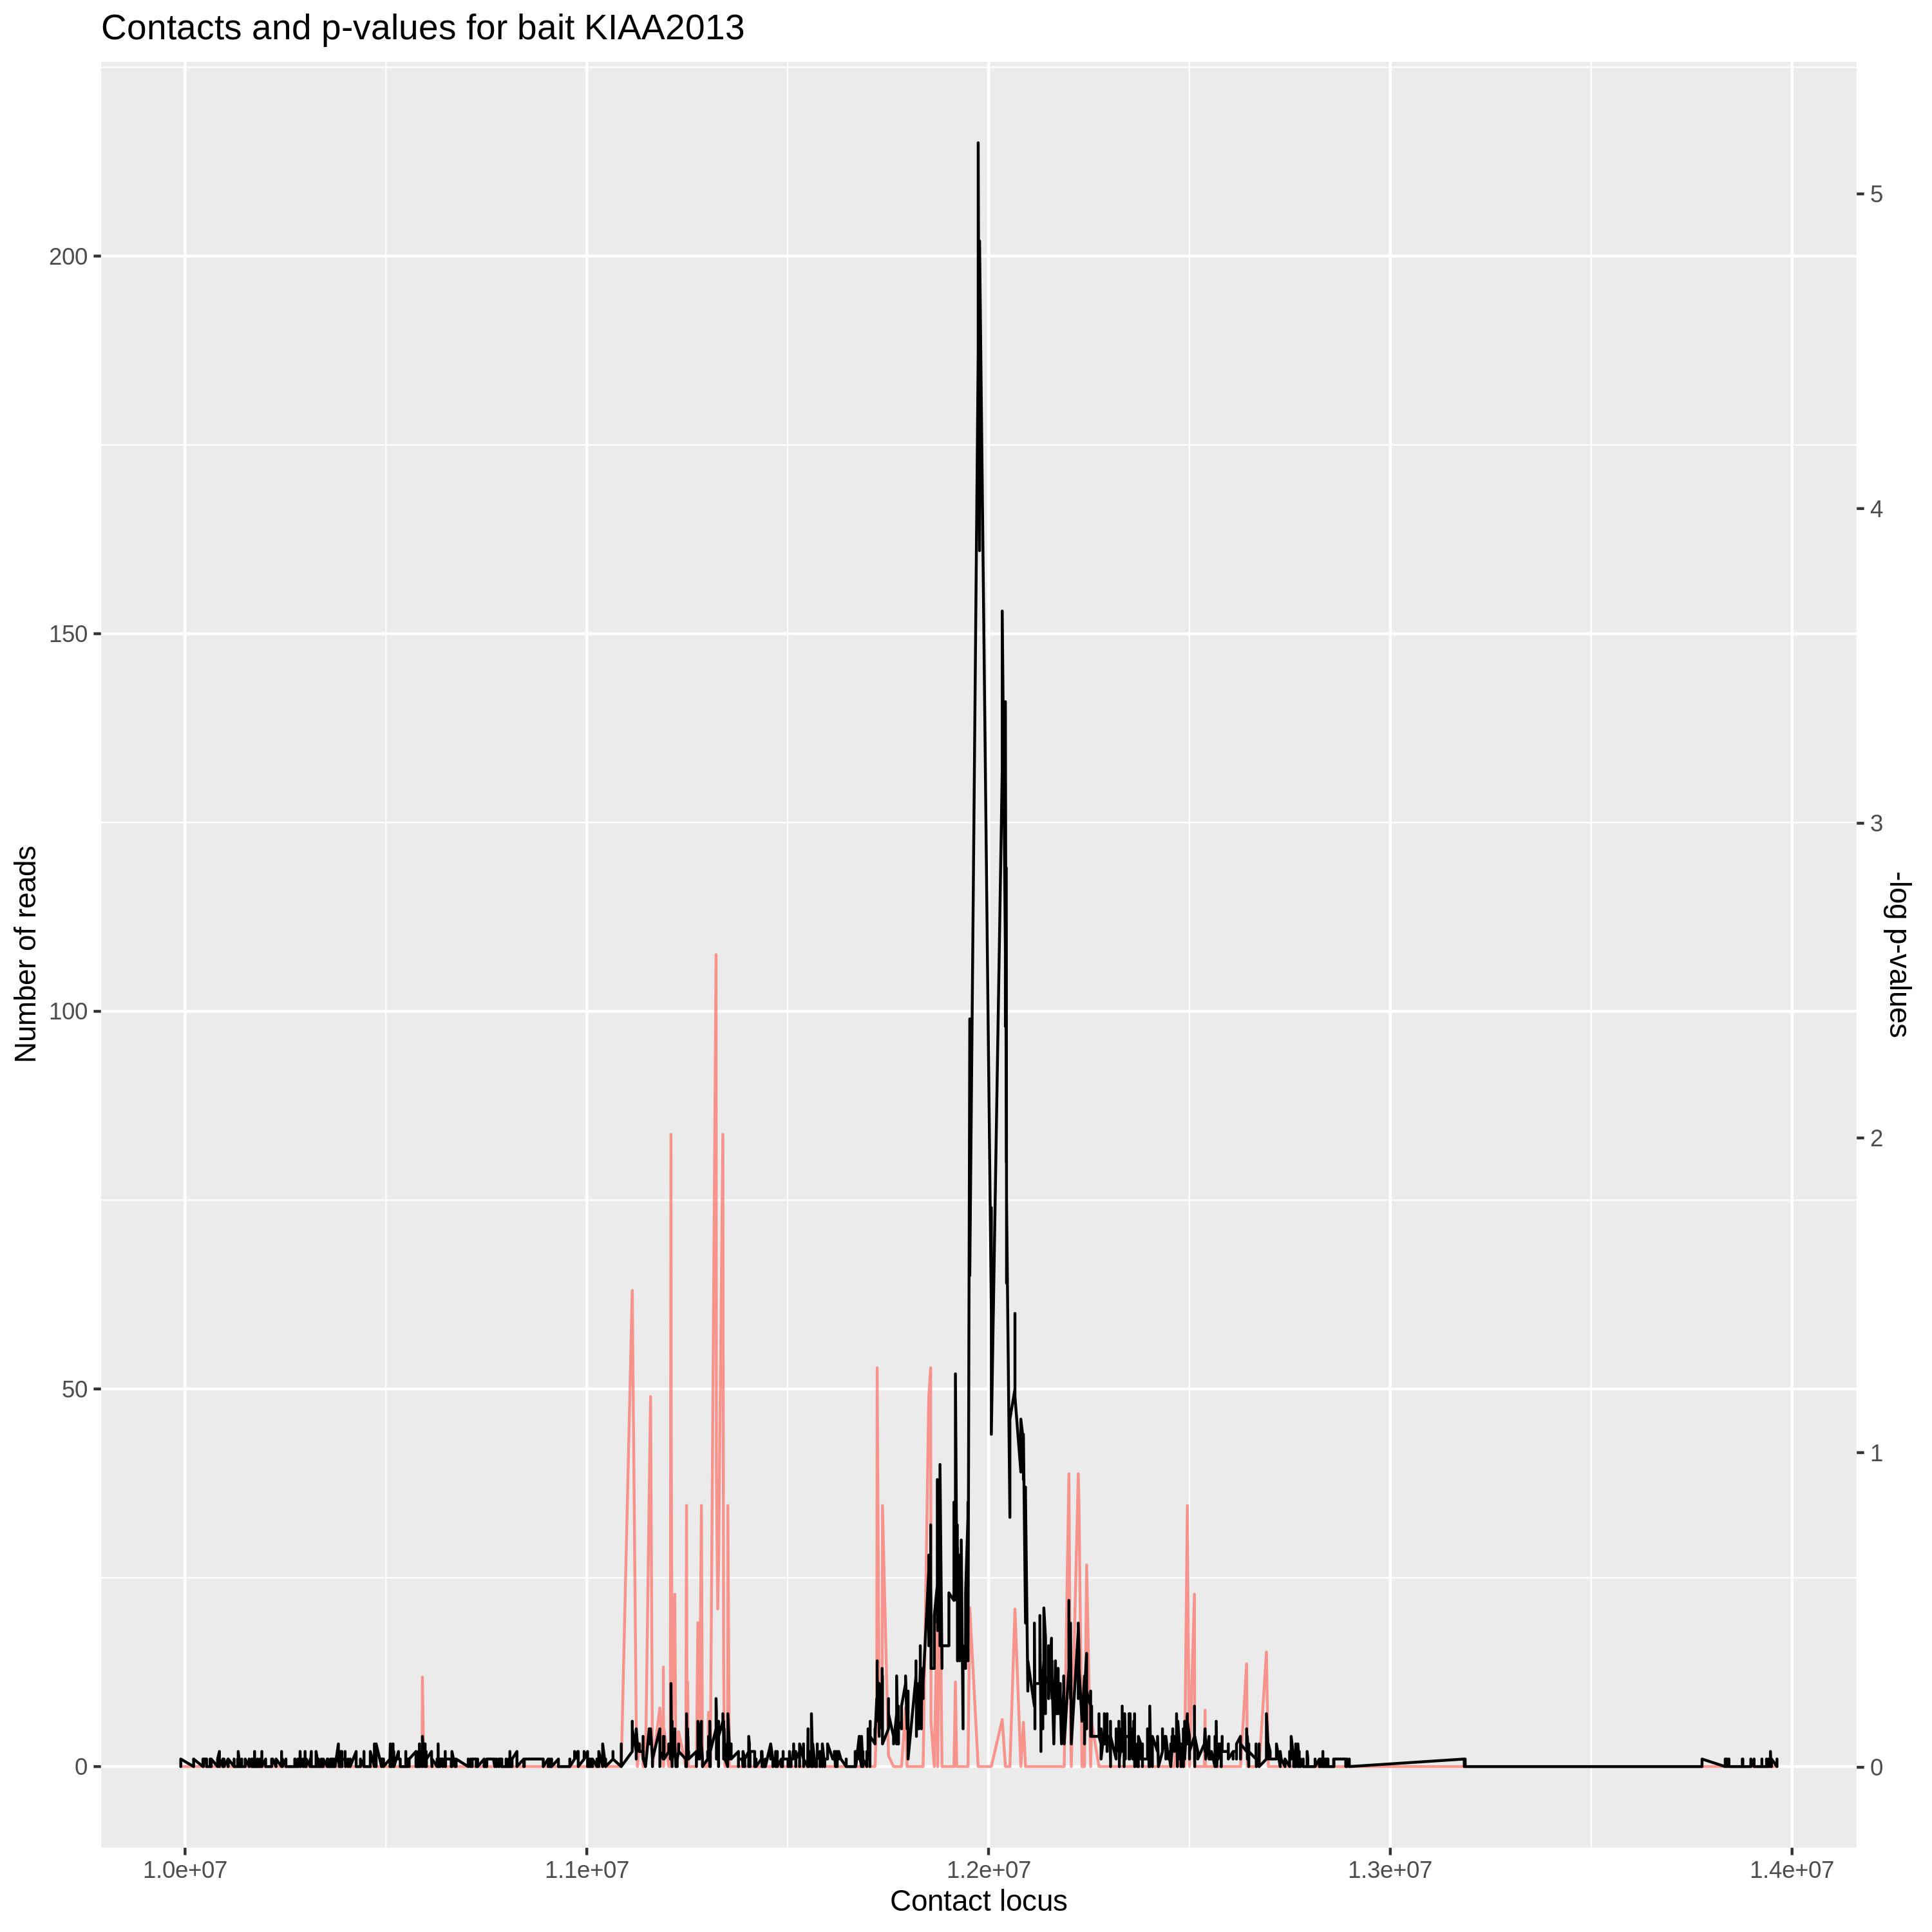 Contacts and p-values for bait KIAA2013
Number of reads
200
150
100
50
0
5
4
3
2
1
0
-log p-values
1.0e+07 1.1e+07 1.2e+07 1.3e+07 1.4e+07
Contact locus